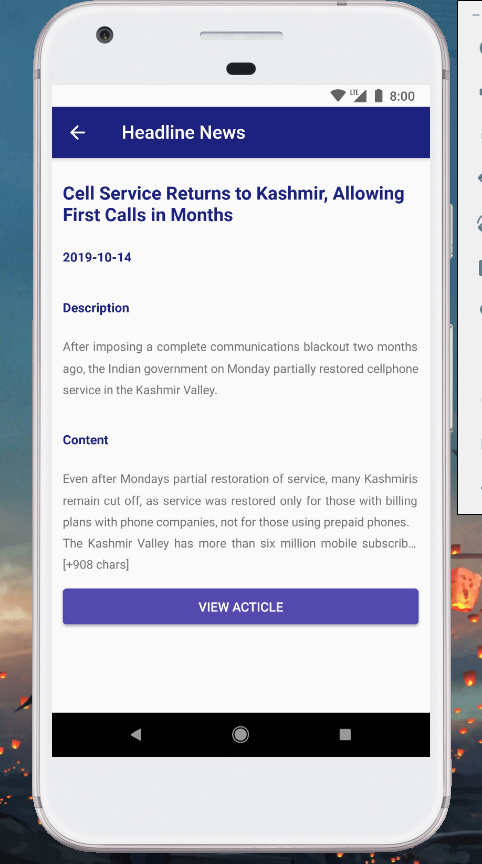 LTE 8:00
Headline News
Cell Service Returns to Kashmir, Allowing
First Calls in Months
2019-10-14
Description
After imposing a complete communications blackout two months
ago, the Indian government on Monday partially restored cellphone
service in the Kashmir Valley.
Content
Even after Mondays partial restoration of service, many Kashmiris
remain cut off, as service was restored only for those with billing
plans with phone companies, not for those using prepaid phones.
The Kashmir Valley has more than six million mobile subscrib…
[+908 chars]
VIEW ACTICLE